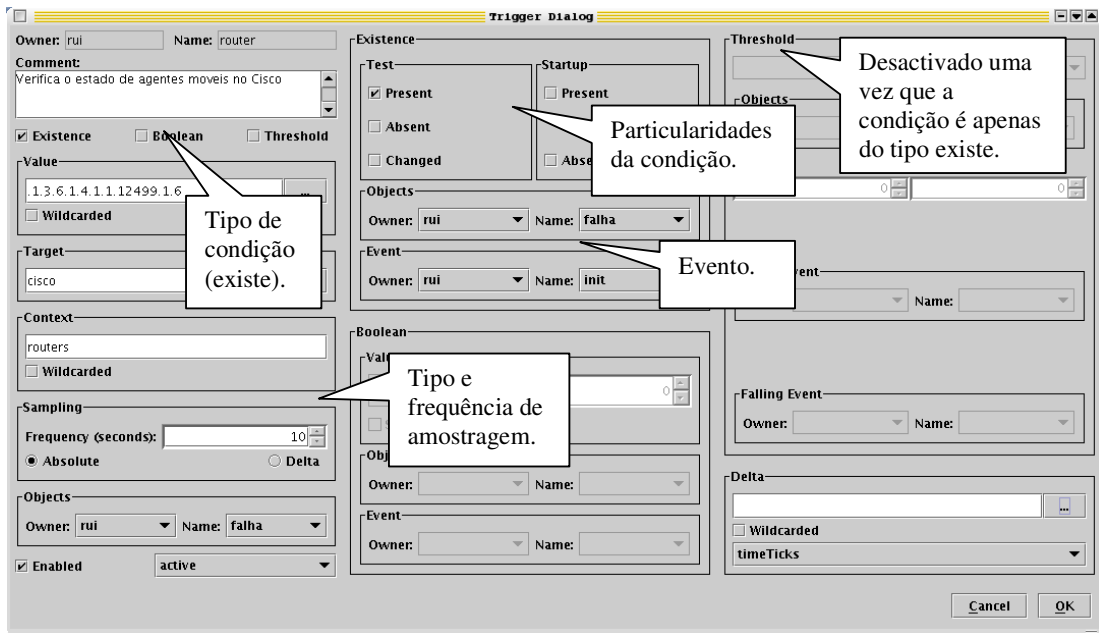 Trigger Dialog
Owner: rui Name: router
Comment:
Verifica o estado de agentes moveis no Cisco
Existence Boolean Threshold
Value
.1.3.6.1.4.1.1.12499.1.6 ...
Wildcarded
Target
cisco
Context
routers
Wildcarded
Sampling
Frequency (seconds): 10
Absolute Delta
Objects
Owner: rui Name: falha
Enabled active
Tipo de
condição
(existe).
Existence
Test
Present
Absent
Changed
Startup
Present
Objects
Owner: rui Name: falha
Event
Owner: rui Name: init
Particularidades
da condição.
Evento.
Boolean
0
Tipo e
frequência de
amostragem.
Owner: Name:
Event
Owner: Name:
Threshold
Objects
Desactivado uma
vez que a
condição é apenas
do tipo existe.
0 0
Name:
Falling Event
Owner: Name:
Delta
...
Wildcarded
timeTicks
Cancel OK